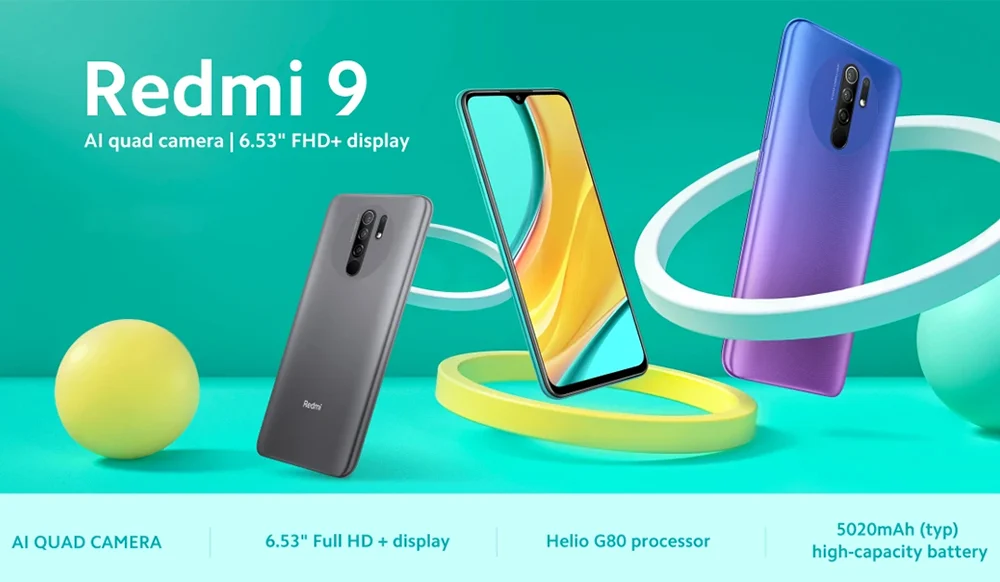 Redmi 9
AI quad camera | 6.53" FHD+ display
Redmi
AI QUAD CAMERA
6.53" Full HD + display
Helio G80 processor
5020mAh (typ)
high-capacity battery